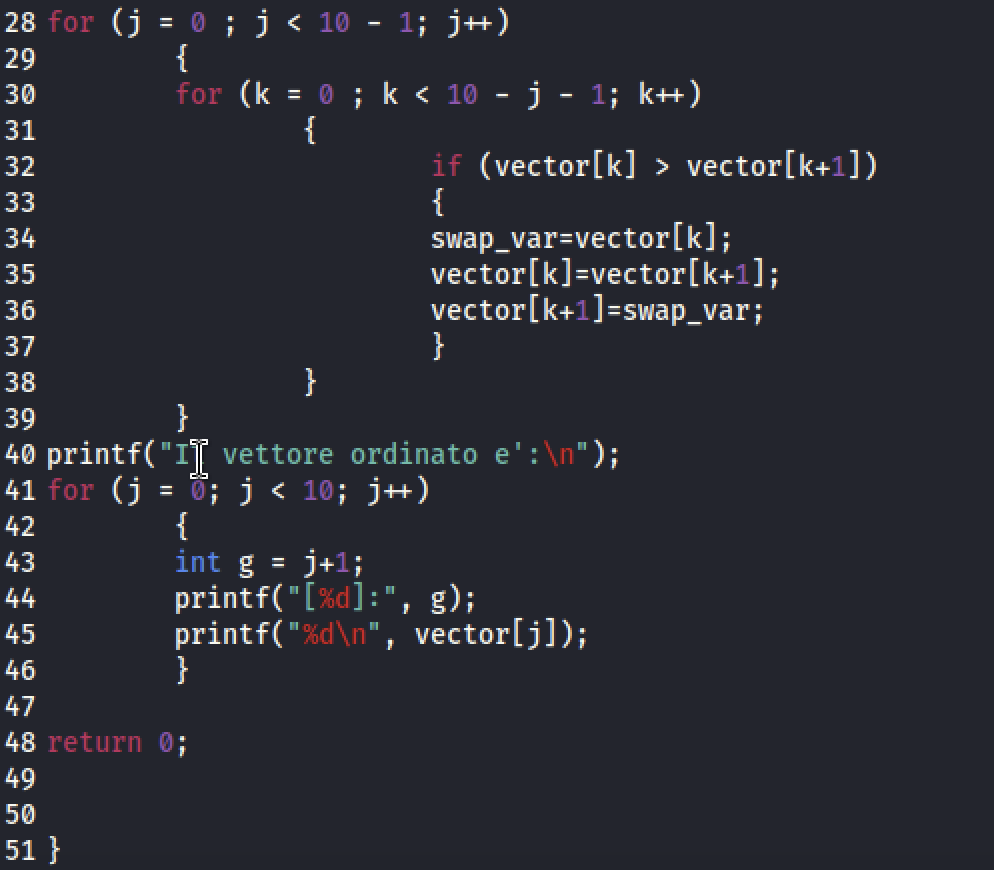 28 for (j = 0 ; j < 10 - 1; j++)
29         {
30         for (k = 0 ; k < 10 - j - 1; k++)
31                 {
32                         if (vector[k] > vector[k+1])
33                         {
34                         swap_var=vector[k];
35                         vector[k]=vector[k+1];
36                         vector[k+1]=swap_var;
37                         }
38                 }
39         }
40 printf("Il vettore ordinato e':\n");
41 for (j = 0; j < 10; j++)
42         {
43         int g = j+1;
44         printf("[%d]:", g);
45         printf("%d\n", vector[j]);
46         }
47
48 return 0;
49
50
51 }